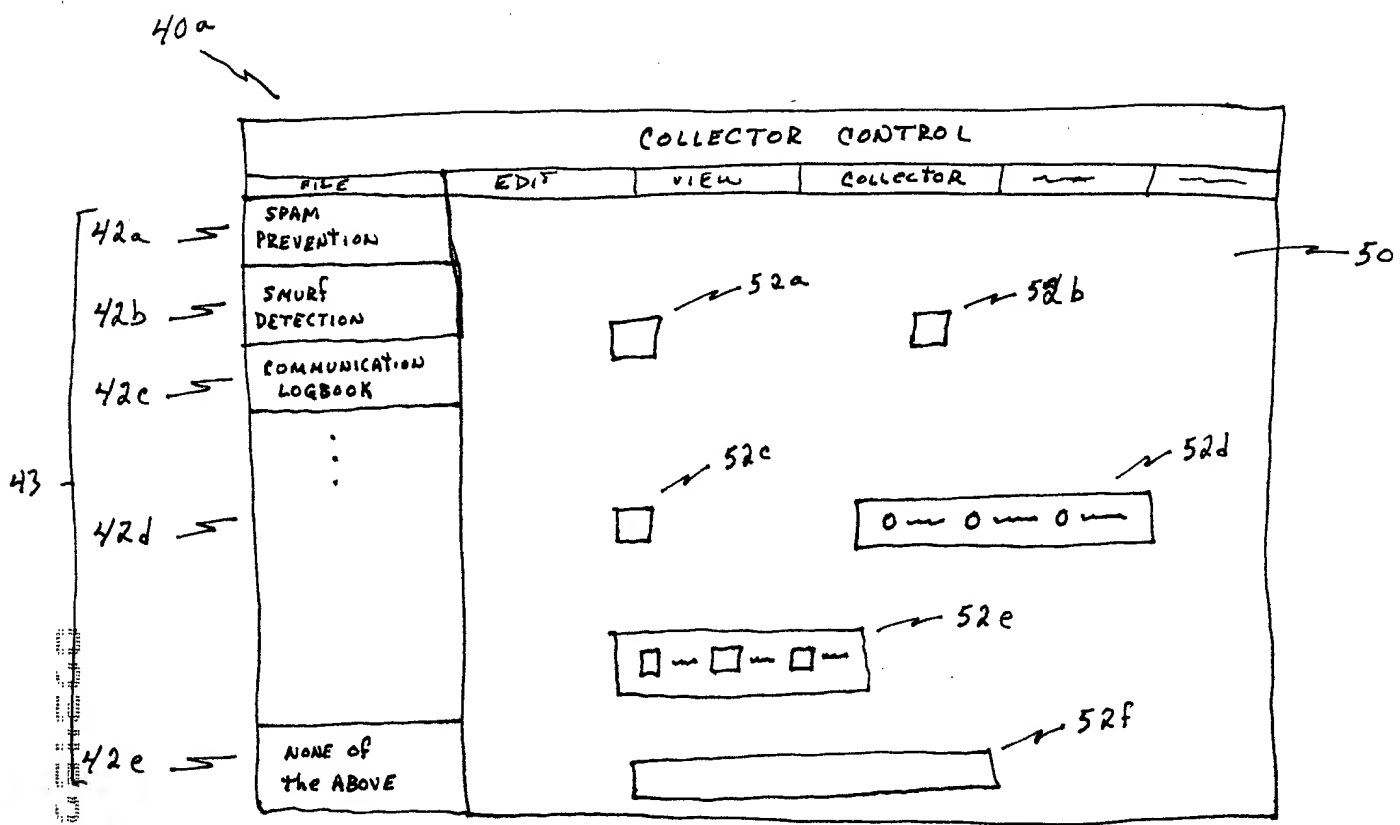 40a
COLLECTOR CONTROL
FILE EDIT VIEW COLLECTOR
42a
SPAM
PREVENTION
50
42b
SMURF
DETECTION
52a
52b
42c
COMMUNICATION
LOGBOOK
43
52c
52d
42d
52e
42e
NONE OF
the ABOVE
52f